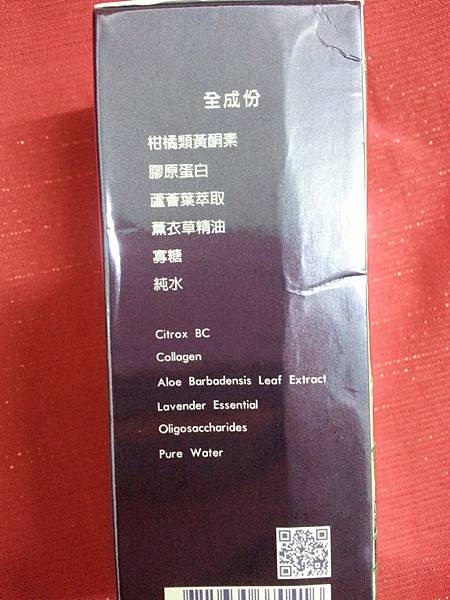 全成份
柑橘類黃酮素
膠原蛋白
蘆薈葉萃取
薰衣草精油
寡糖
純水
Citrox BC
Collagen
Aloe Barbadensis Leaf Extract
Lavender Essential
Oligosaccharides
Pure Water